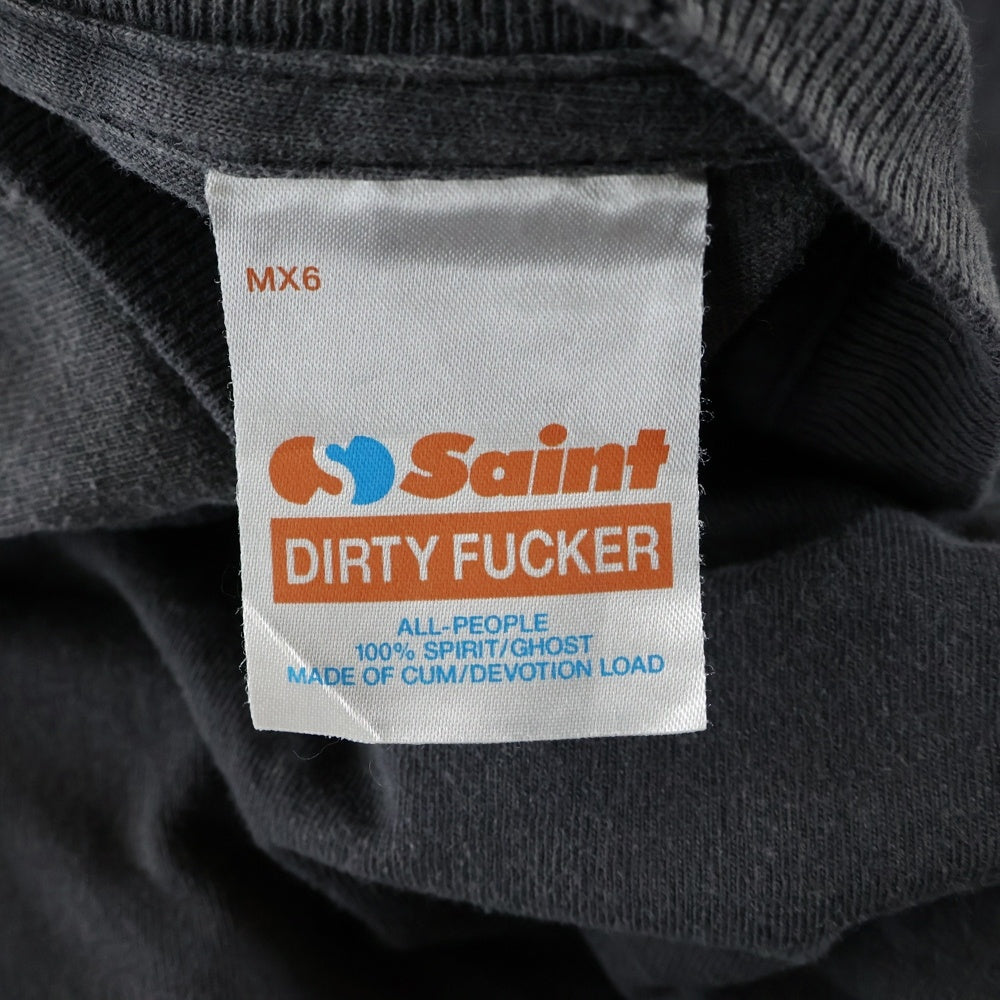 MX6
Saint
DIRTY FUCKER
ALL-PEOPLE
100% SPIRIT/GHOST
MADE OF CUM/DEVOTION LOAD